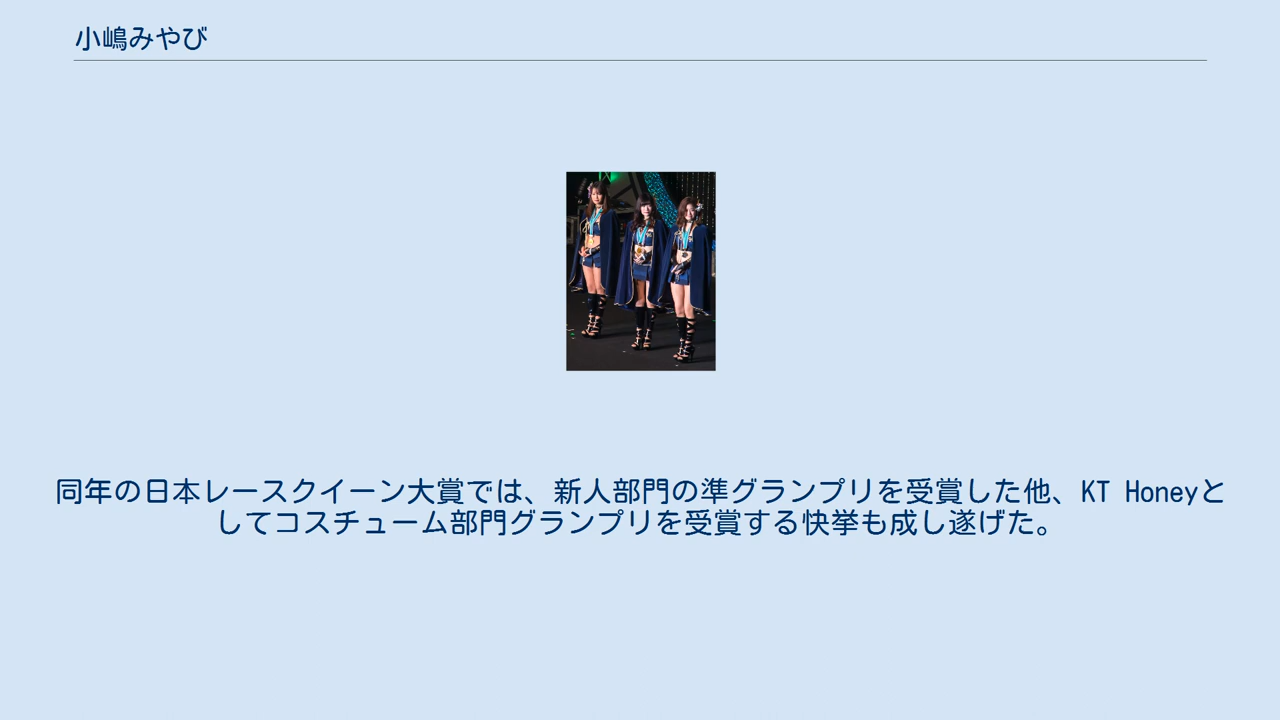 小嶋みやび
同年の日本レースクイーン大賞では、新人部門の準グランプリを受賞した他、KT Honeyと
してコスチューム部門グランプリを受賞する快挙も成し遂げた。